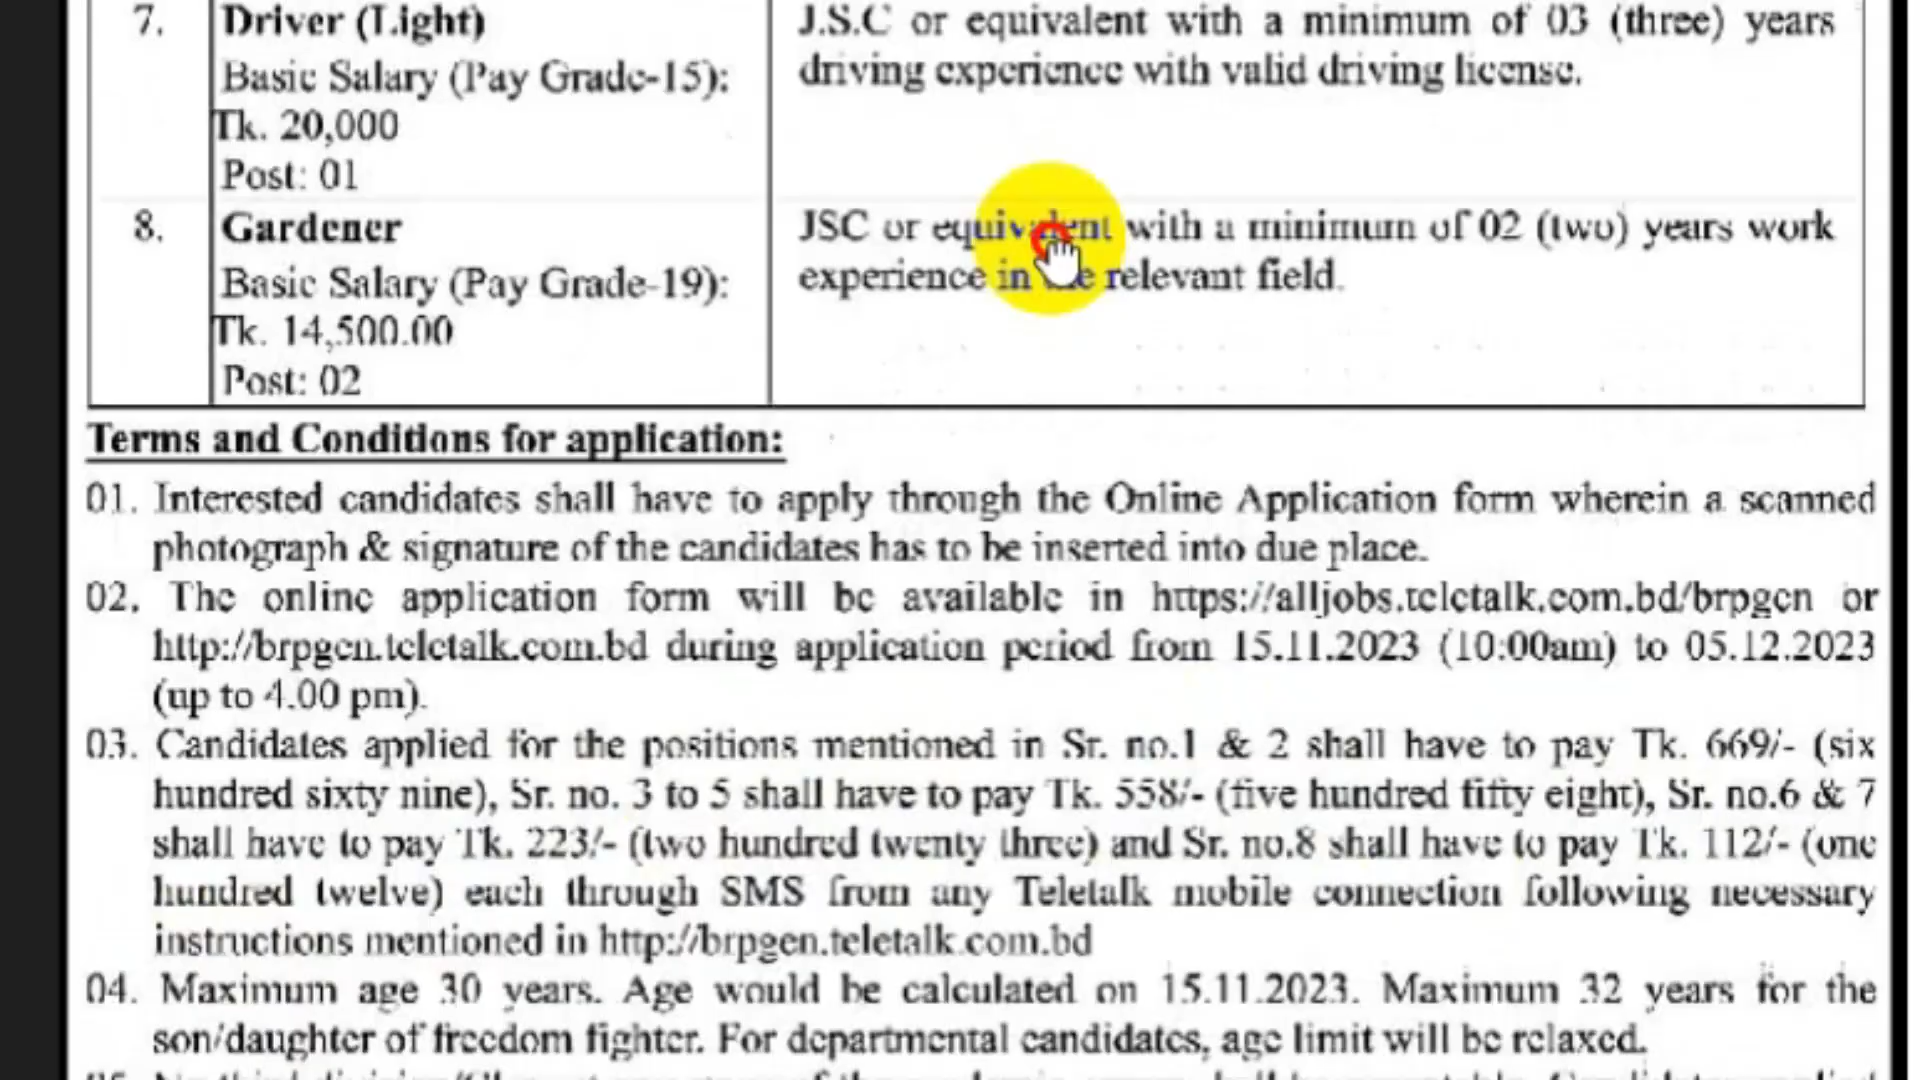 7. Driver (Light) J.S.C or equivalent with a minimum of 03 (three) years
Basic Salary (Pay Grade-15): driving experience with valid driving license.
Tk. 20,000
Post: 01
8. Gardener JSC or equivalent with a minimum of 02 (two) years work
Basic Salary (Pay Grade-19): experience in the relevant field.
Tk. 14,500.00
Post: 02
Terms and Conditions for application:
01. Interested candidates shall have to apply through the Online Application form wherein a scanned
photograph & signature of the candidates has to be inserted into due place.
02. The online application form will be available in https://alljobs.teletalk.com.bd/brpgcn or
http://brpgcn.teletalk.com.bd during application period from 15.11.2023 (10:00am) to 05.12.2023
(up to 4.00 pm).
03. Candidates applied for the positions mentioned in Sr. no.1 & 2 shall have to pay Tk. 669/- (six
hundred sixty nine), Sr. no. 3 to 5 shall have to pay Tk. 558/- (five hundred fifty eight), Sr. no.6 & 7
shall have to pay Tk. 223/- (two hundred twenty three) and Sr. no.8 shall have to pay Tk. 112/- (one
hundred twelve) each through SMS from any Teletalk mobile connection following necessary
instructions mentioned in http://brpgen.teletalk.com.bd
04. Maximum age 30 years. Age would be calculated on 15.11.2023. Maximum 32 years for the
son/daughter of freedom fighter. For departmental candidates, age limit will be relaxed.